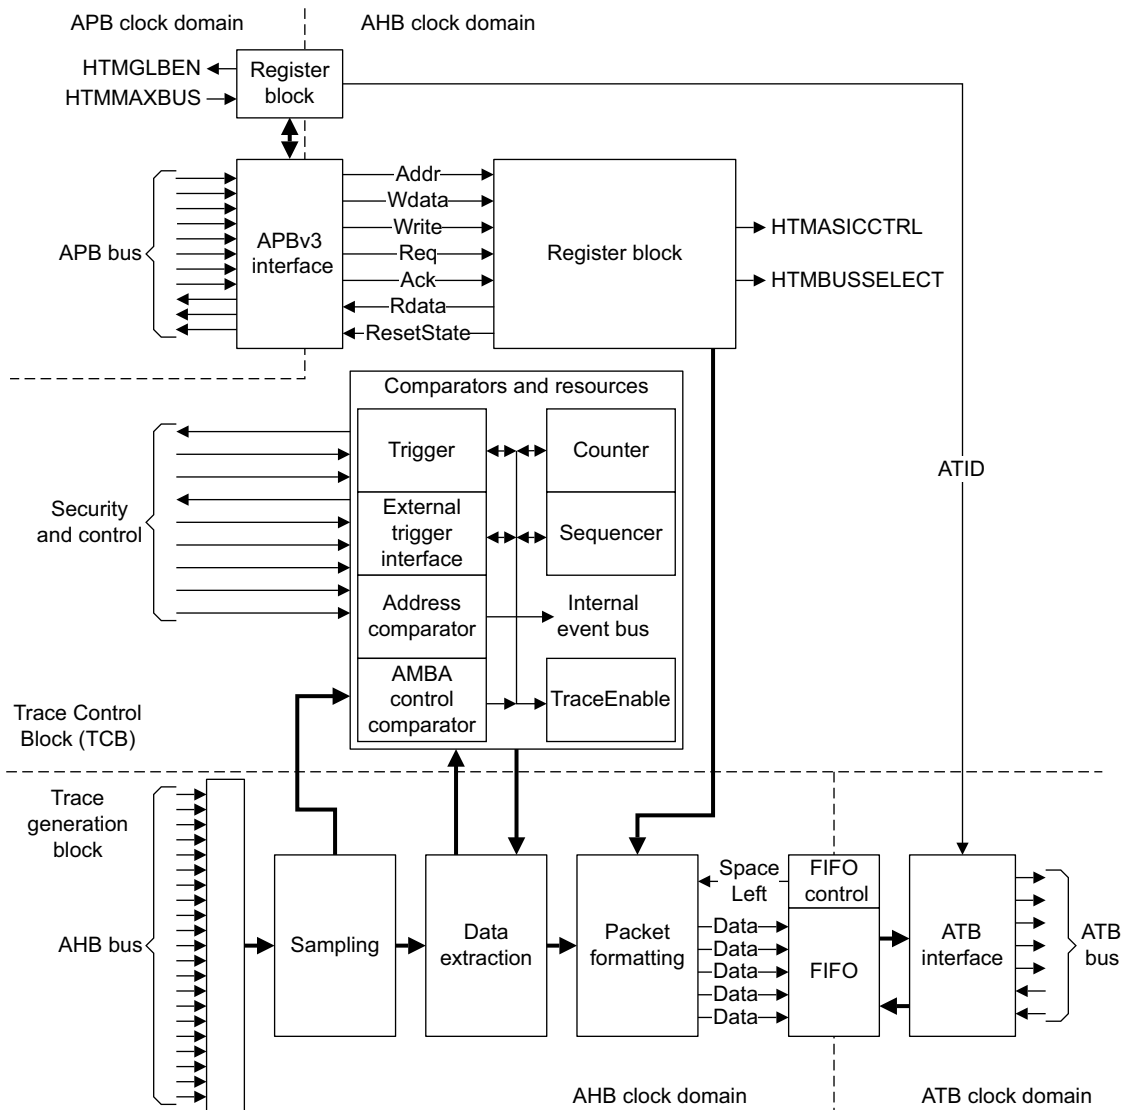 APB clock domain
AHB clock domain
HTMGLBEN
HTMMAXBUS
Register
block
APB bus
APBv3
interface
Addr
Wdata
Write
Req
Ack
Rdata
ResetState
Register block
HTMASICCTRL
HTMBUSSELECT
Comparators and resources
Security
and control
Trigger
Counter
External
trigger
interface
Sequencer
Address
comparator
Internal
event bus
AMBA
control
comparator
TraceEnable
ATID
Trace Control
Block (TCB)
Trace
generation
block
AHB bus
Sampling
Data
extraction
Packet
formatting
Space
Left
Data
Data
Data
Data
Data
FIFO
control
FIFO
ATB
interface
ATB
bus
AHB clock domain
ATB clock domain